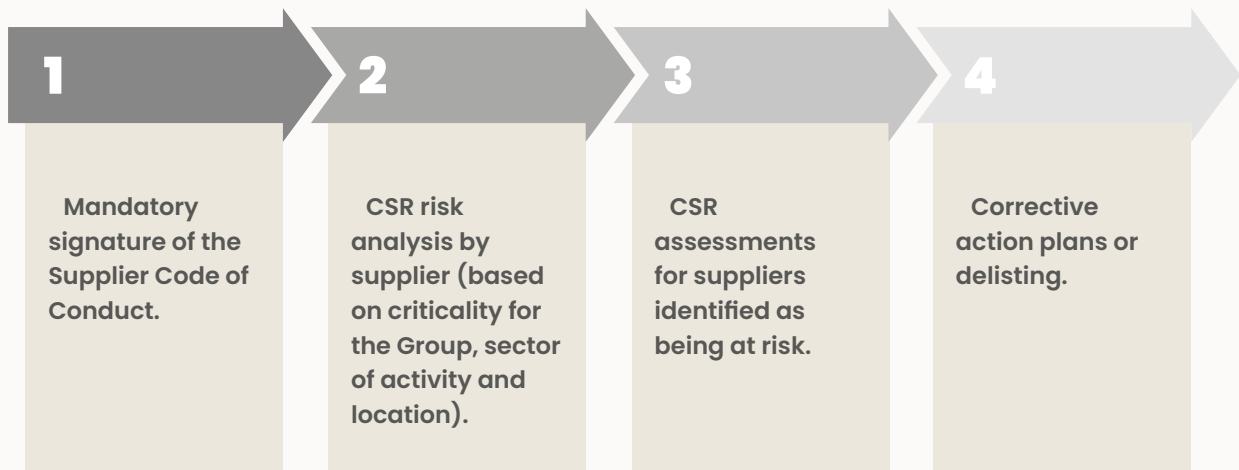 1
Mandatory
signature of the
Supplier Code of
Conduct.
2
CSR risk
analysis by
supplier (based
on criticality for
the Group, sector
of activity and
location).
3
CSR
assessments
for suppliers
identified as
being at risk.
4
Corrective
action plans or
delisting.